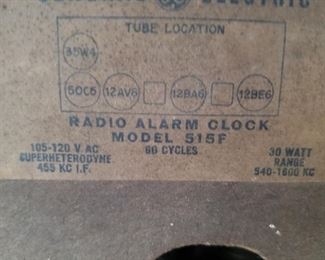 ELECTRIC
TUBE LOCATION
35W4
50C5 12AV6 12BA6 12BE6
RADIO ALARM CLOCK
MODEL 515F
105-120 V AC 60 CYCLES 30 WATT
SUPERHETERODYNE RANGE
455 KC I.F. 540-1600 KC